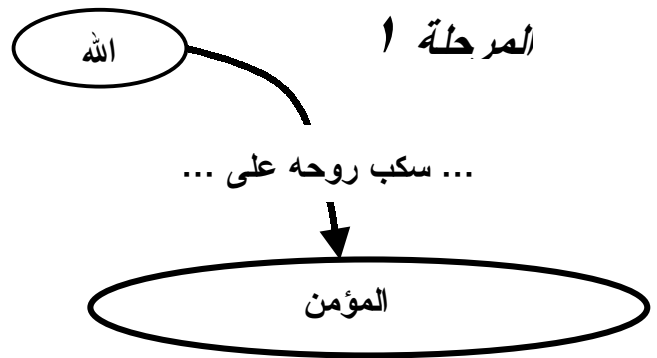 المرحلة ١
الله
... سكب روحه على ...
المؤمن